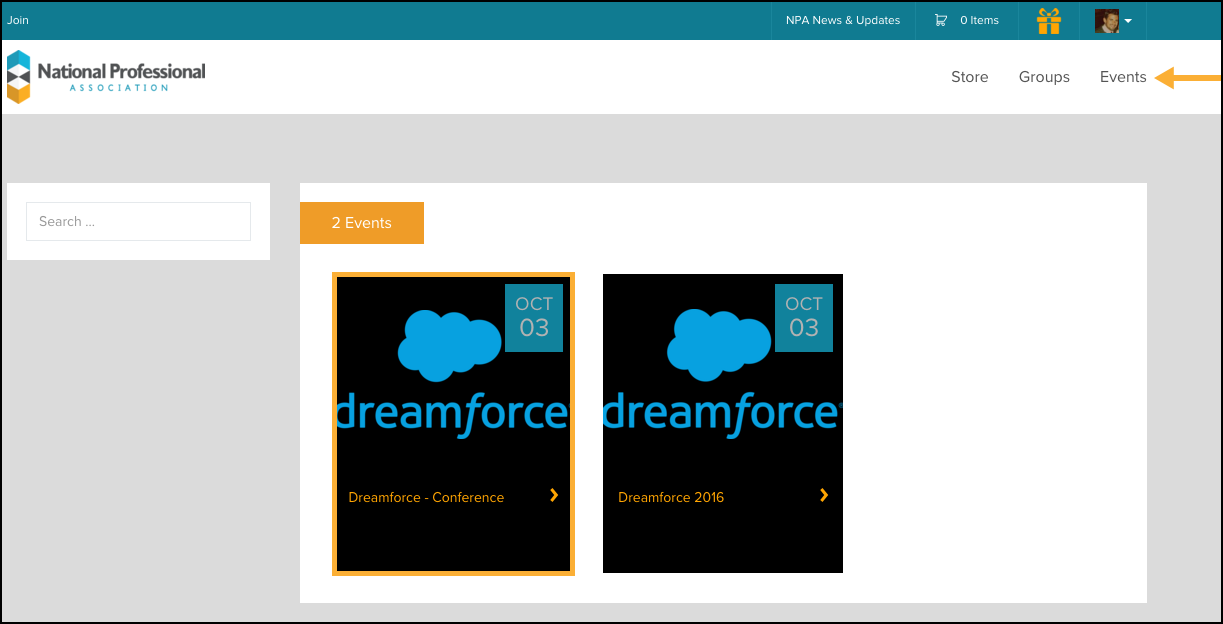 Join
NPA News & Updates
0 Items
National Professional
ASSOCIATION
Store
Groups
Events
Search ...
2 Events
OCT
03
dreamforce
Dreamforce - Conference
OCT
03
dreamforce
Dreamforce 2016